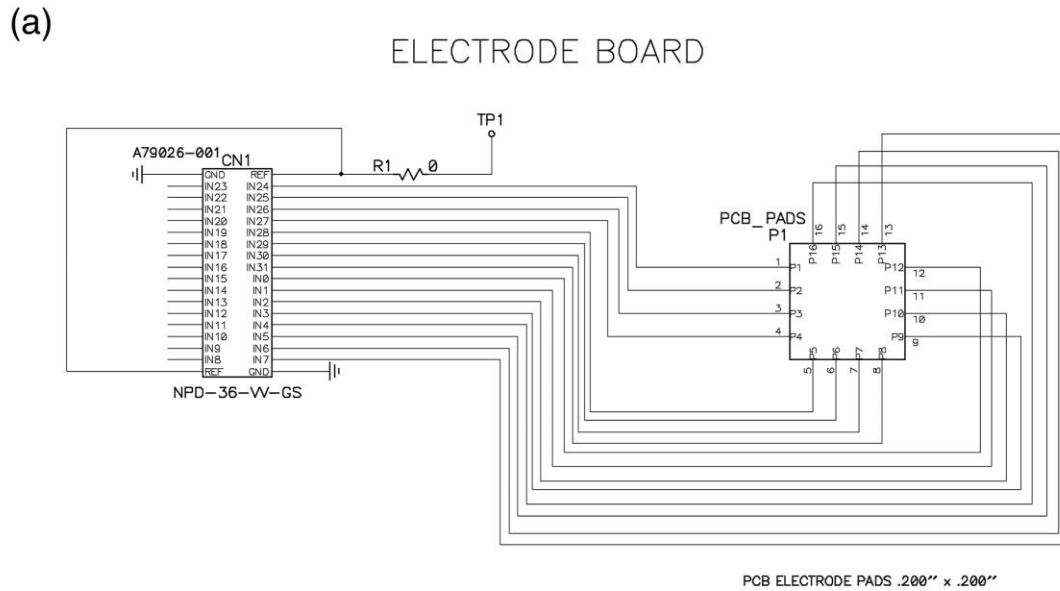 (a)
ELECTRODE BOARD
TP1
A79026-001
CN1
R1 0
GND REF
IN23 IN24
IN22 IN25
IN21 IN26
IN20 IN27
IN19 IN28
IN18 IN29
IN17 IN30
IN16 IN31
IN15 IN0
IN14 IN1
IN13 IN2
IN12 IN3
IN11 IN4
IN10 IN5
IN9 IN6
IN8 IN7
REF GND
NPD-36-VV-GS
PCB_PADS
P1
16 15 14 13
P16 P15 P14 P13
1 P1 P12 12
2 P2 P11 11
3 P3 P10 10
4 P4 P9 9
P5 P6 P7 P8
5 6 7 8
PCB ELECTRODE PADS .200" x .200"